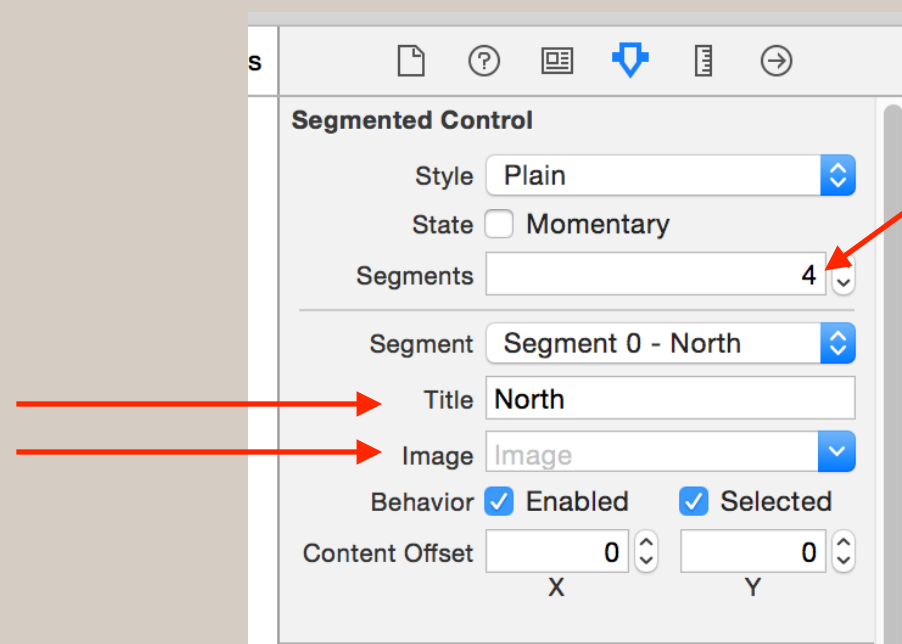 s
Segmented Control
Style Plain
State Momentary
Segments 4
Segment Segment 0 - North
Title North
Image Image
Behavior Enabled Selected
Content Offset 0 0
X Y